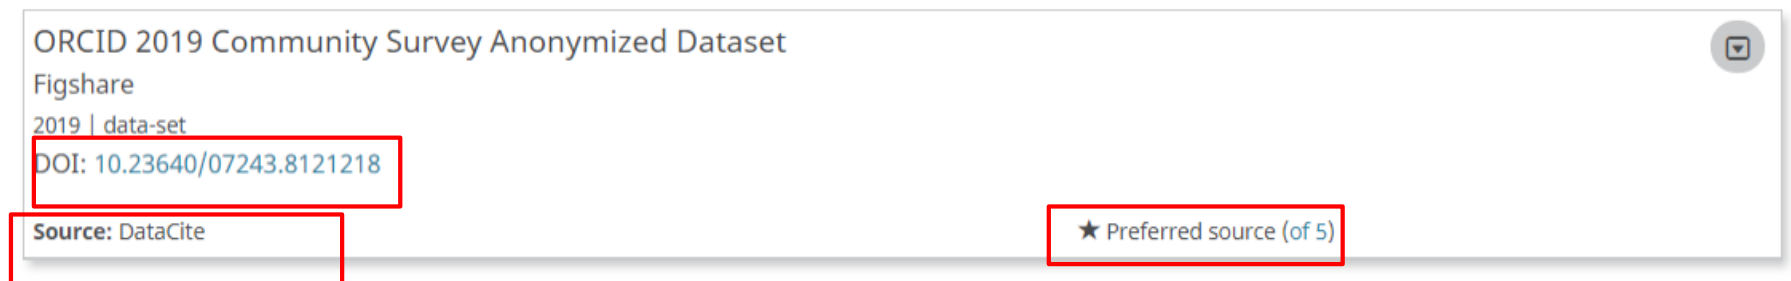 ORCID 2019 Community Survey Anonymized Dataset
Figshare
2019 | data-set
DOI: 10.23640/07243.8121218
Source: DataCite
★ Preferred source (of 5)